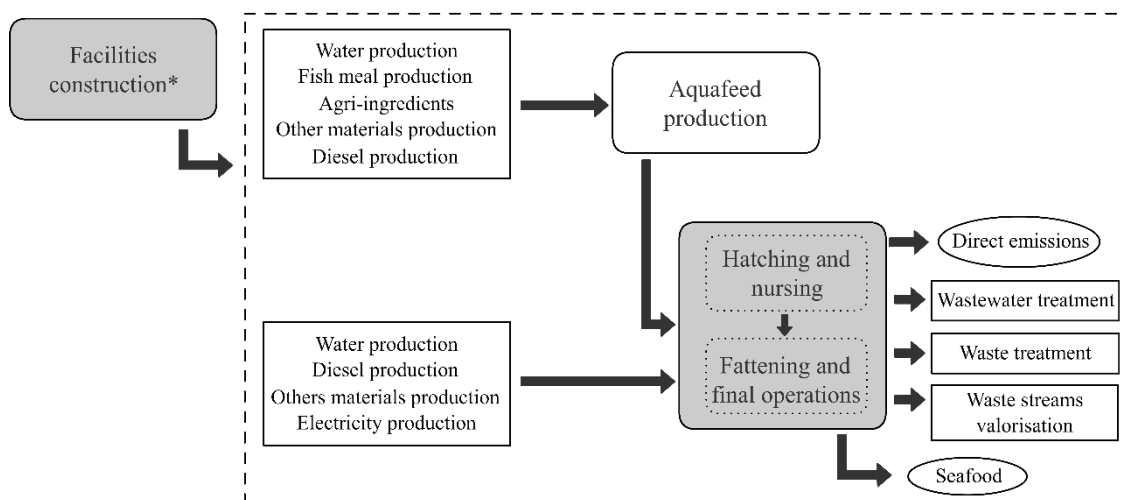 Facilities
construction*
Water production
Fish meal production
Agri-ingredients
Other materials production
Diesel production
Aquafeed
production
Water production
Diesel production
Others materials production
Electricity production
Hatching and
nursing
Fattening and
final operations
Direct emissions
Wastewater treatment
Waste treatment
Waste streams
valorisation
Seafood